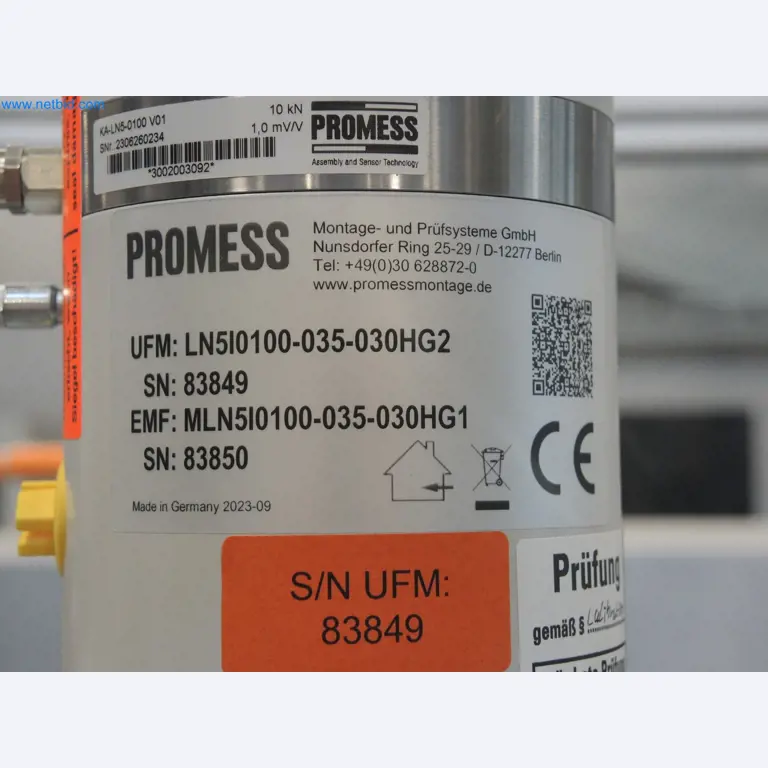 www.netbid.com
KA-LN5-0100 V01
SNr. 2306260234
10 kN
1,0 mV/V
*3002003092*
PROMESS
Assembly and Sensor Technology
PROMESS
Montage- und Prüfsysteme GmbH
Nunsdorfer Ring 25-29 / D-12277 Berlin
Tel: +49(0)30 628872-0
www.promessmontage.de
UFM: LN5I0100-035-030HG2
SN: 83849
EMF: MLN5I0100-035-030HG1
SN: 83850
CE
Made in Germany 2023-09
Siegel beschädigt!
S/N UFM:
83849
Prüfung
gemäß §